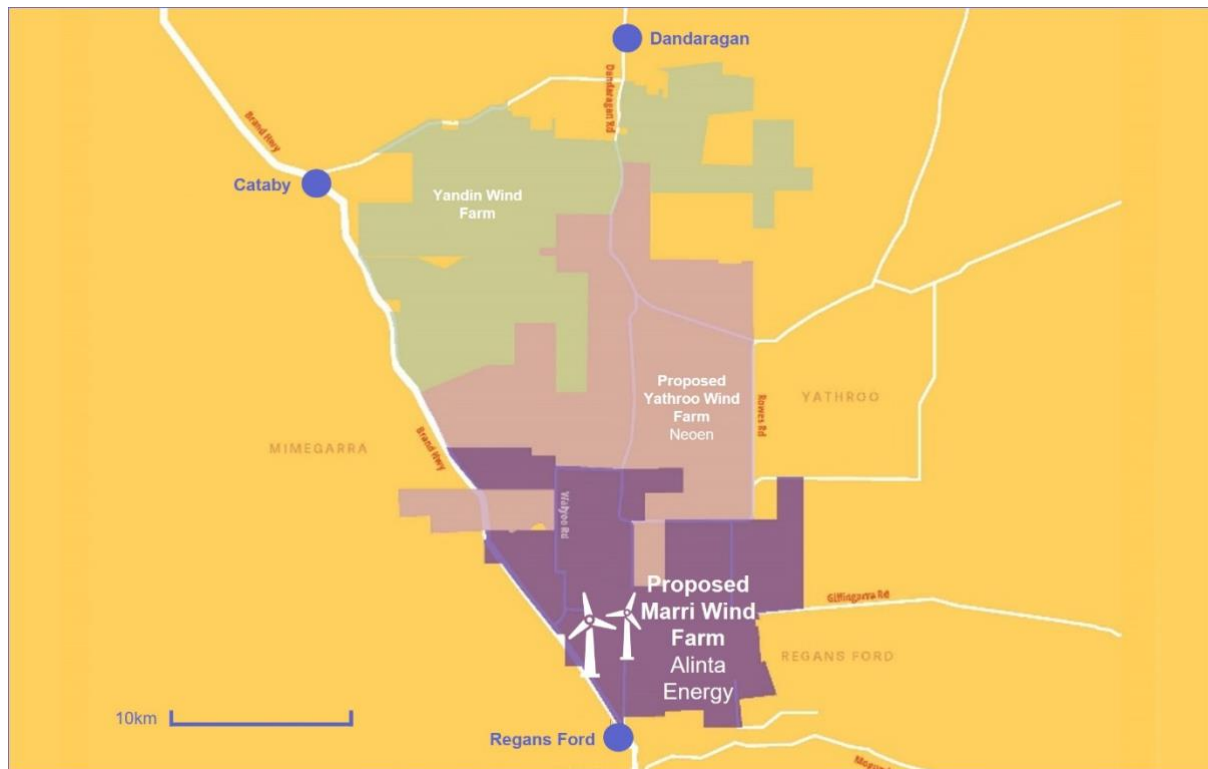 Dandaragan
Dandaragan
Rd
Brand Hwy
Cataby
Yandin Wind
Farm
Proposed
Yathroo Wind
Farm
Neoen
Rowes Rd
YATHROO
MIMEGARRA
Brand Hwy
Walyoo Rd
Proposed
Marri Wind
Farm
Alinta
Energy
Gillingarra Rd
REGANS FORD
10km
Regans Ford